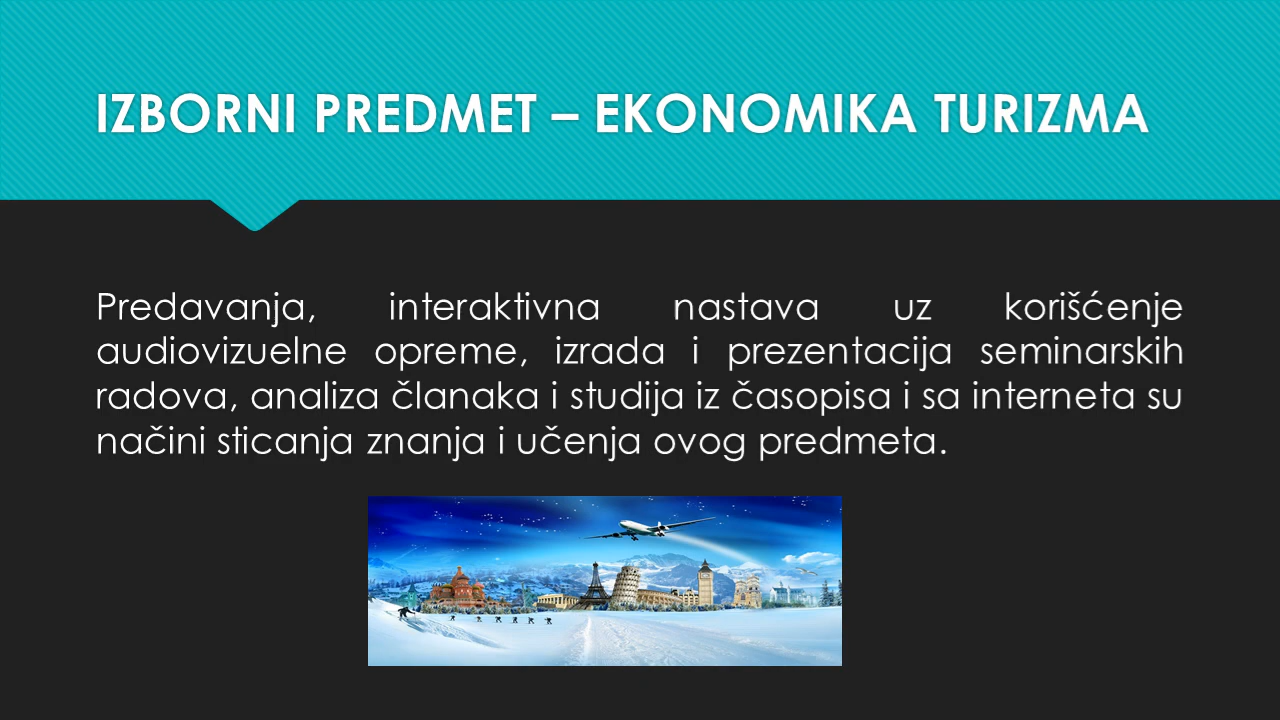 IZBORNI PREDMET – EKONOMIKA TURIZMA
Predavanja, interaktivna nastava uz korišćenje
audiovizuelne opreme, izrada i prezentacija seminarskih
radova, analiza članaka i studija iz časopisa i sa interneta su
načini sticanja znanja i učenja ovog predmeta.